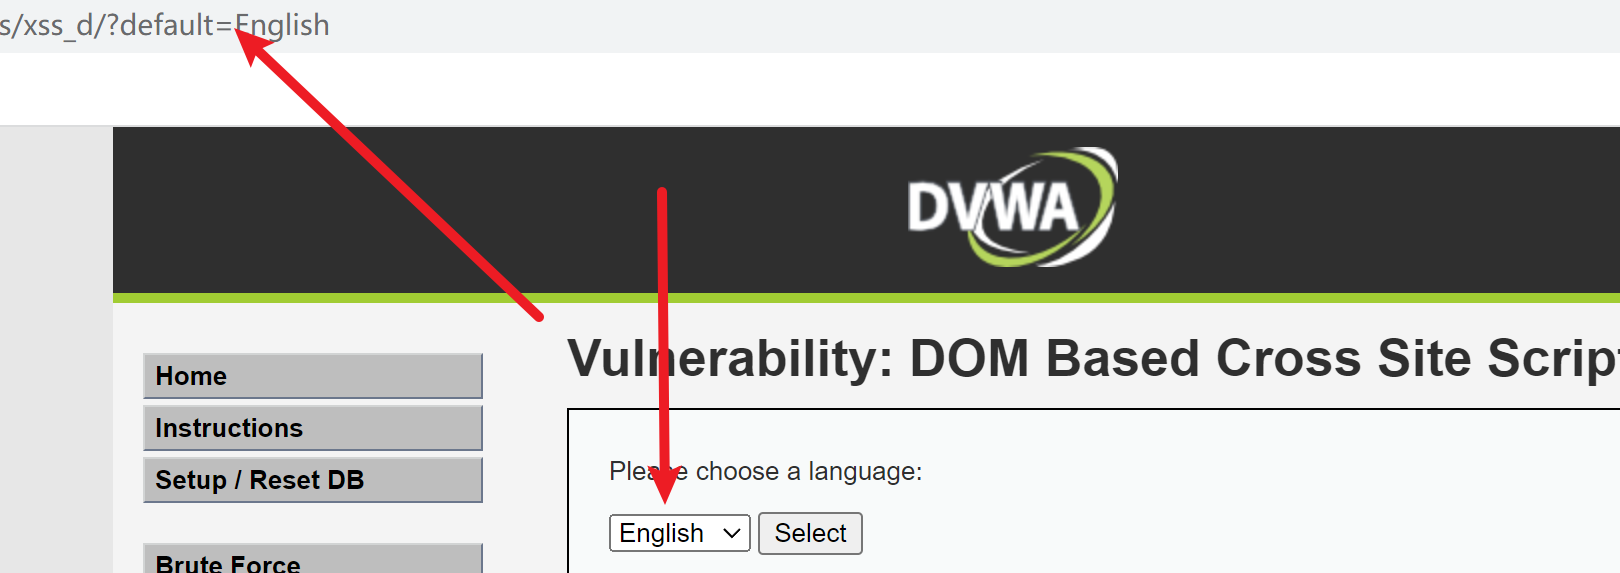 s/xss_d/?default=English
DVWA
Vulnerability: DOM Based Cross Site Scrip
Home
Instructions
Setup / Reset DB
Brute Force
Please choose a language:
English Select